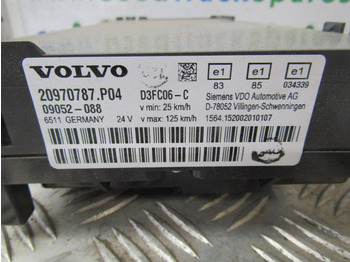 VOLVO
20970787.P04
09052-088
6511 GERMANY 24 V
D3FC06-C
v min: 25 km/h
v max: 125 km/h
e1 e1 e1
83 85 034339
Siemens VDO Automotive AG
D-78052 Villingen-Schwenningen
1564.152002010107